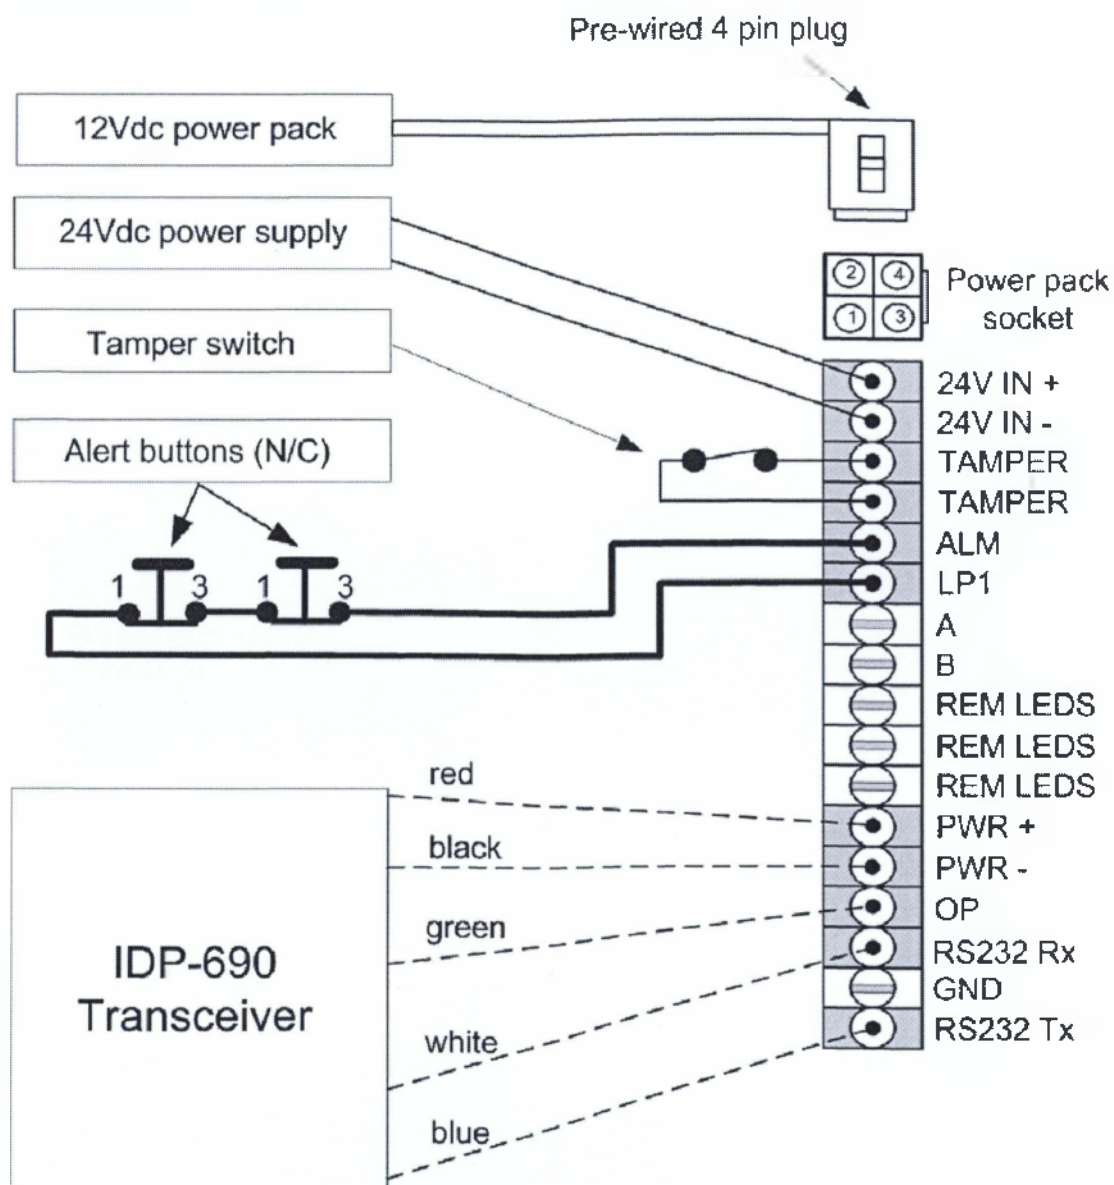 Pre-wired 4 pin plug
12Vdc power pack
24Vdc power supply
2 4
Power pack
1 3
socket
Tamper switch
24V IN +
24V IN -
Alert buttons (N/C)
TAMPER
TAMPER
ALM
1 3 1 3
LP1
A
B
REM LEDS
REM LEDS
REM LEDS
red
PWR +
black
PWR -
green
OP
IDP-690
Transceiver
RS232 Rx
GND
white
RS232 Tx
blue